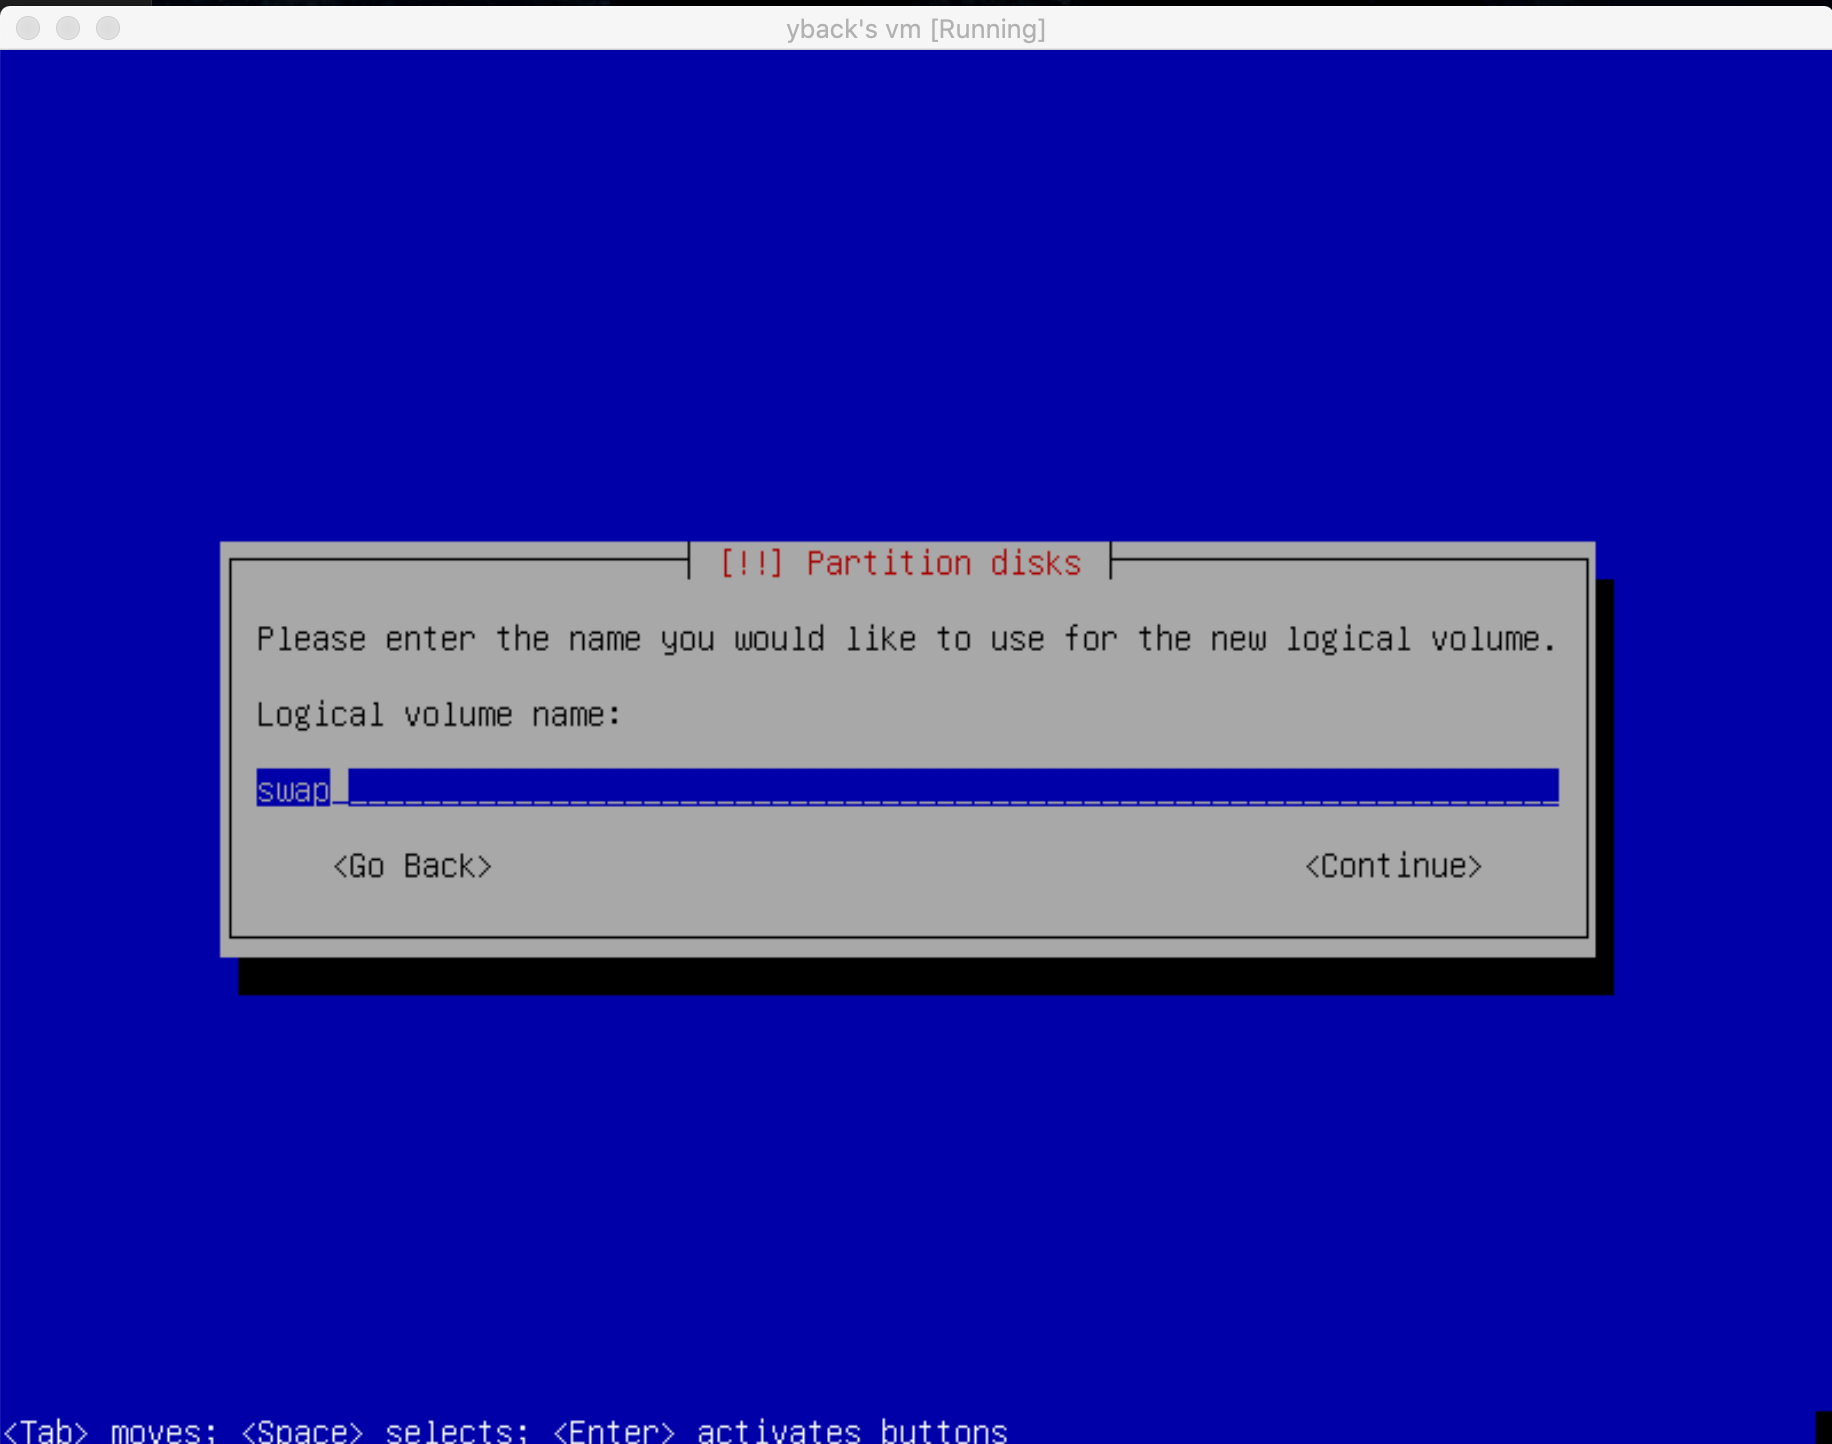 yback's vm [Running]
[!!] Partition disks
Please enter the name you would like to use for the new logical volume.
Logical volume name:
swap
<Go Back> <Continue>
<Tab> moves; <Space> selects; <Enter> activates buttons